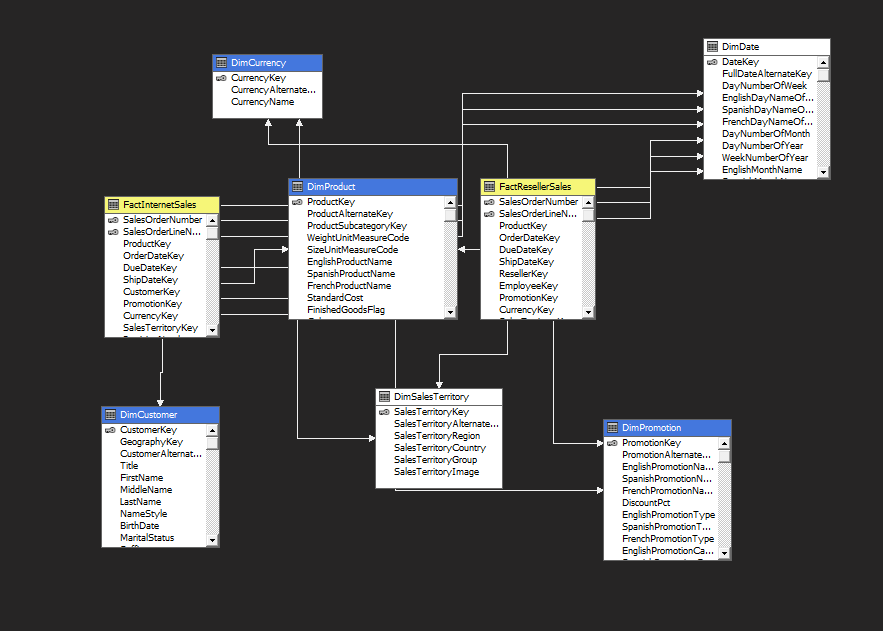 DimCurrency
CurrencyKey
CurrencyAlternate...
CurrencyName
DimDate
DateKey
FullDateAlternateKey
DayNumberOfWeek
EnglishDayNameOf...
SpanishDayNameO...
FrenchDayNameOf...
DayNumberOfMonth
DayNumberOfYear
WeekNumberOfYear
EnglishMonthName
FactInternetSales
SalesOrderNumber
SalesOrderLineN...
ProductKey
OrderDateKey
DueDateKey
ShipDateKey
CustomerKey
PromotionKey
CurrencyKey
SalesTerritoryKey
DimProduct
ProductKey
ProductAlternateKey
ProductSubcategoryKey
WeightUnitMeasureCode
SizeUnitMeasureCode
EnglishProductName
SpanishProductName
FrenchProductName
StandardCost
FinishedGoodsFlag
FactResellerSales
SalesOrderNumber
SalesOrderLineN...
ProductKey
OrderDateKey
DueDateKey
ShipDateKey
ResellerKey
EmployeeKey
PromotionKey
CurrencyKey
DimCustomer
CustomerKey
GeographyKey
CustomerAlternat...
Title
FirstName
MiddleName
LastName
NameStyle
BirthDate
MaritalStatus
DimSalesTerritory
SalesTerritoryKey
SalesTerritoryAlternate...
SalesTerritoryRegion
SalesTerritoryCountry
SalesTerritoryGroup
SalesTerritoryImage
DimPromotion
PromotionKey
PromotionAlternate...
EnglishPromotionNa...
SpanishPromotionN...
FrenchPromotionNa...
DiscountPct
EnglishPromotionType
SpanishPromotionT...
FrenchPromotionType
EnglishPromotionCa...